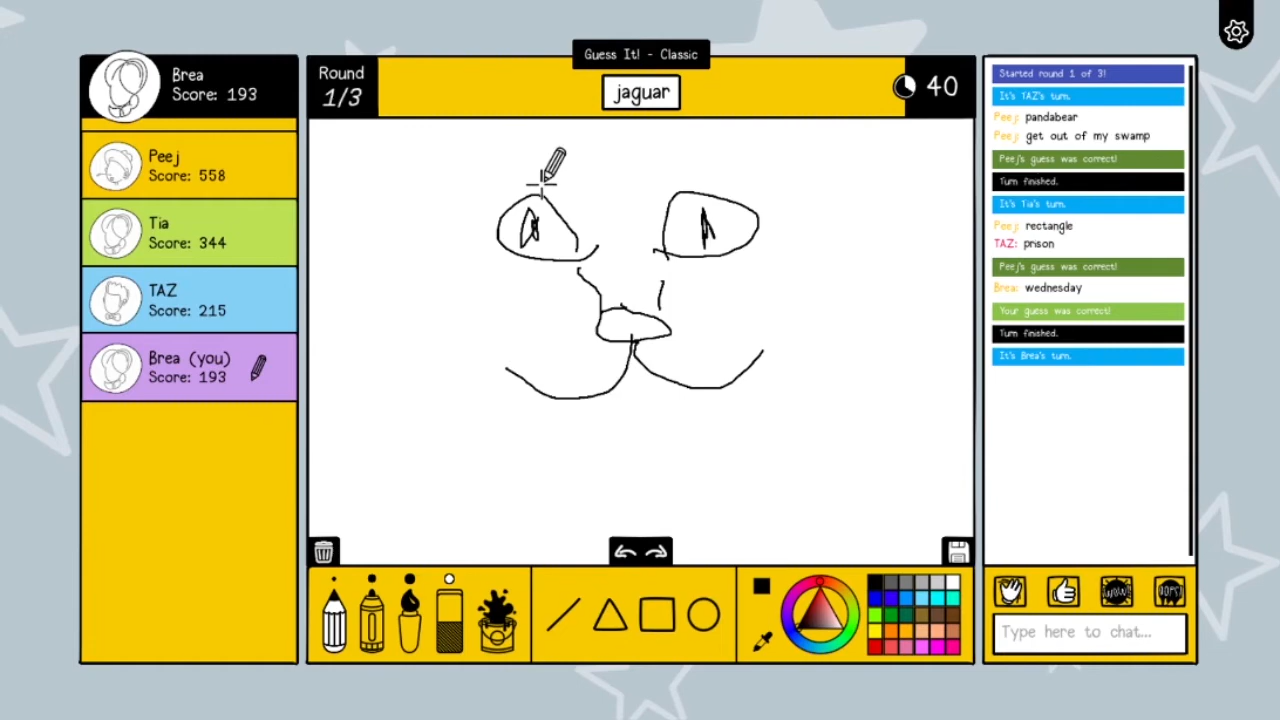 Guess It! - Classic
Brea
Score: 193
Round
1/3
jaguar
40
Peej
Score: 558
Tia
Score: 344
TAZ
Score: 215
Brea (you)
Score: 193
Started round 1 of 3!
It's TAZ's turn.
Peej: pandabear
Peej: get out of my swamp
Peej's guess was correct!
Turn finished.
It's Tia's turn.
Peej: rectangle
TAZ: prison
Peej's guess was correct!
Brea: wednesday
Your guess was correct!
Turn finished.
It's Brea's turn.
WOW!
Type here to chat...